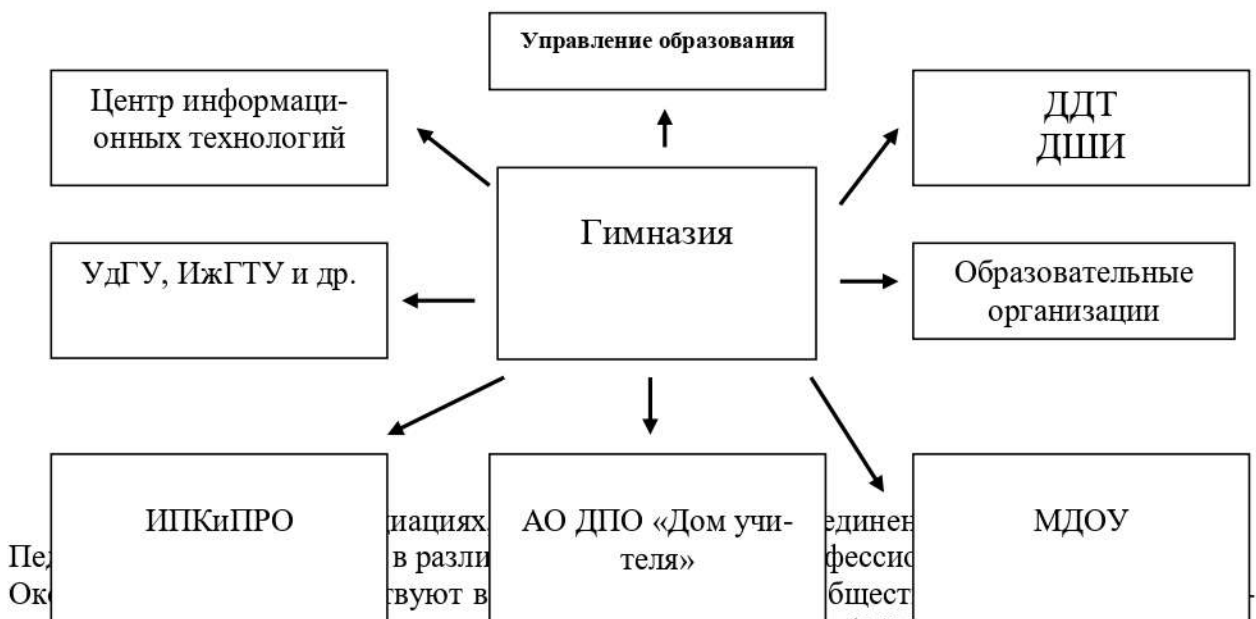 Управление образования
Центр информаци-
онных технологий
ДДТ
ДШИ
Гимназия
УдГУ, ИжГТУ и др.
Образовательные
организации
ИПКиПРО
АО ДПО «Дом учи-
теля»
МДОУ
в
в